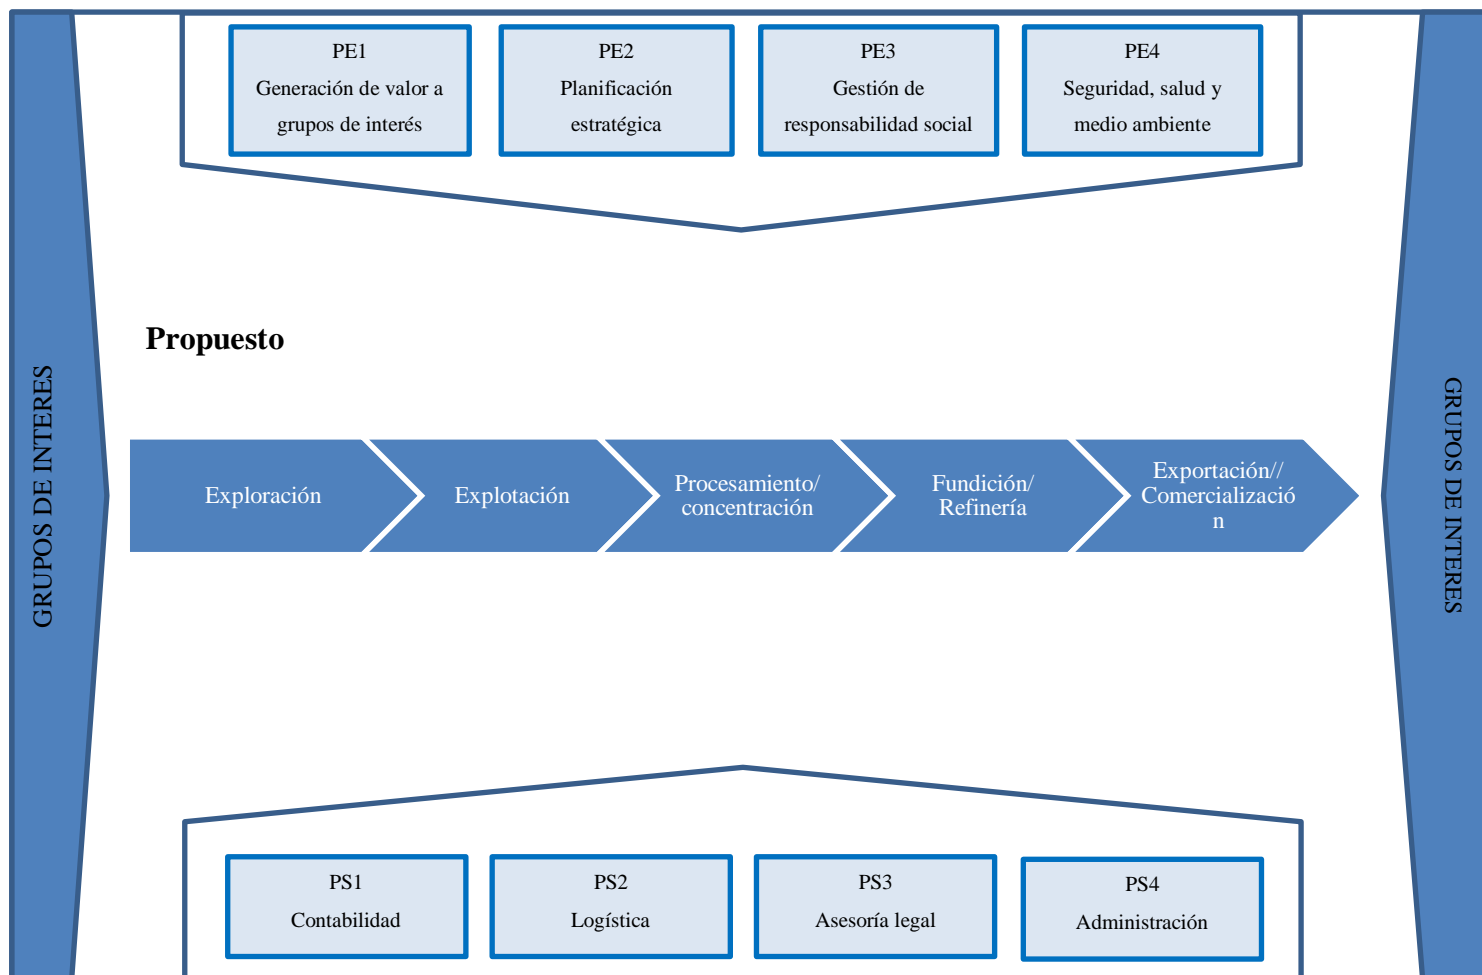 PE1
Generación de valor a
grupos de interés
PE2
Planificación
estratégica
PE3
Gestión de
responsabilidad social
PE4
Seguridad, salud y
medio ambiente
Propuesto
GRUPOS DE INTERES
Exploración
Explotación
Procesamiento/
concentración
Fundición/
Refinería
Exportación//
Comercializació
n
GRUPOS DE INTERES
PS1
Contabilidad
PS2
Logística
PS3
Asesoría legal
PS4
Administración